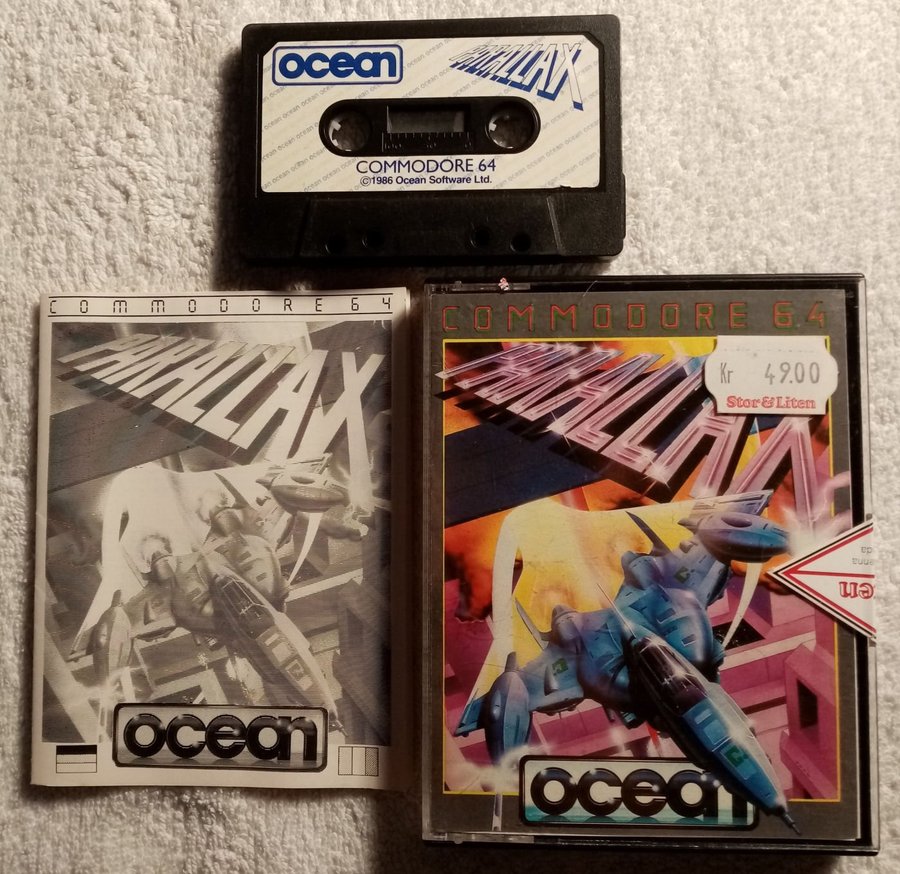 ocean
PARALLAX
COMMODORE 64
©1986 Ocean Software Ltd.
COMMODORE 64
PARALLAX
ocean
COMMODORE 64
PARALLAX
Kr 49.00
Stor&Liten
ocean